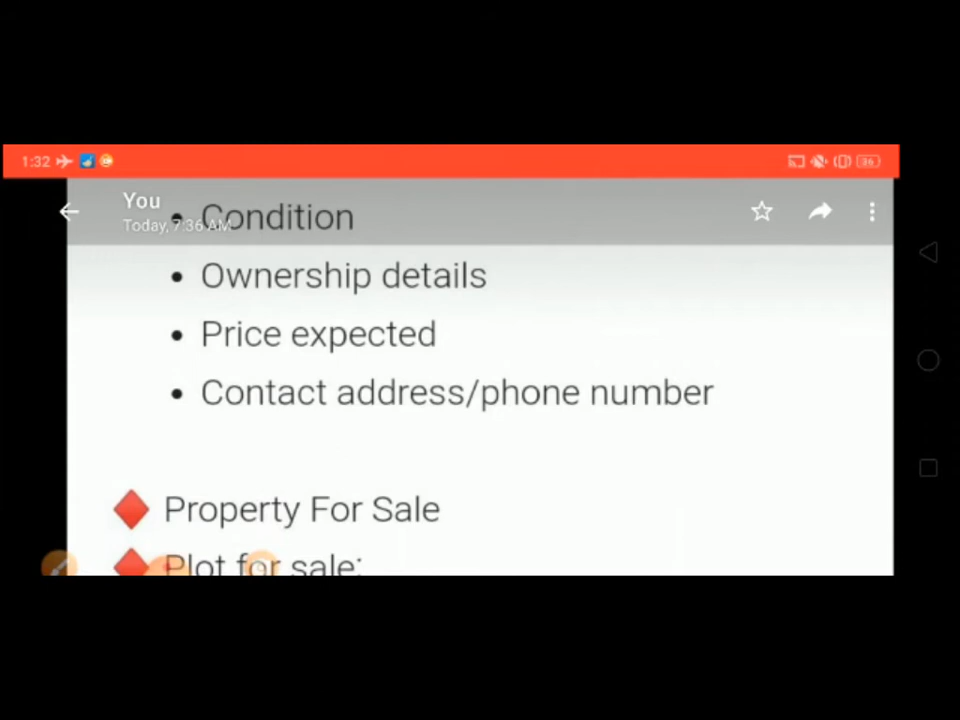 1:32
36
You
Today, 7:36 AM
• Condition
• Ownership details
• Price expected
• Contact address/phone number
♦ Property For Sale
♦ Plot for sale: